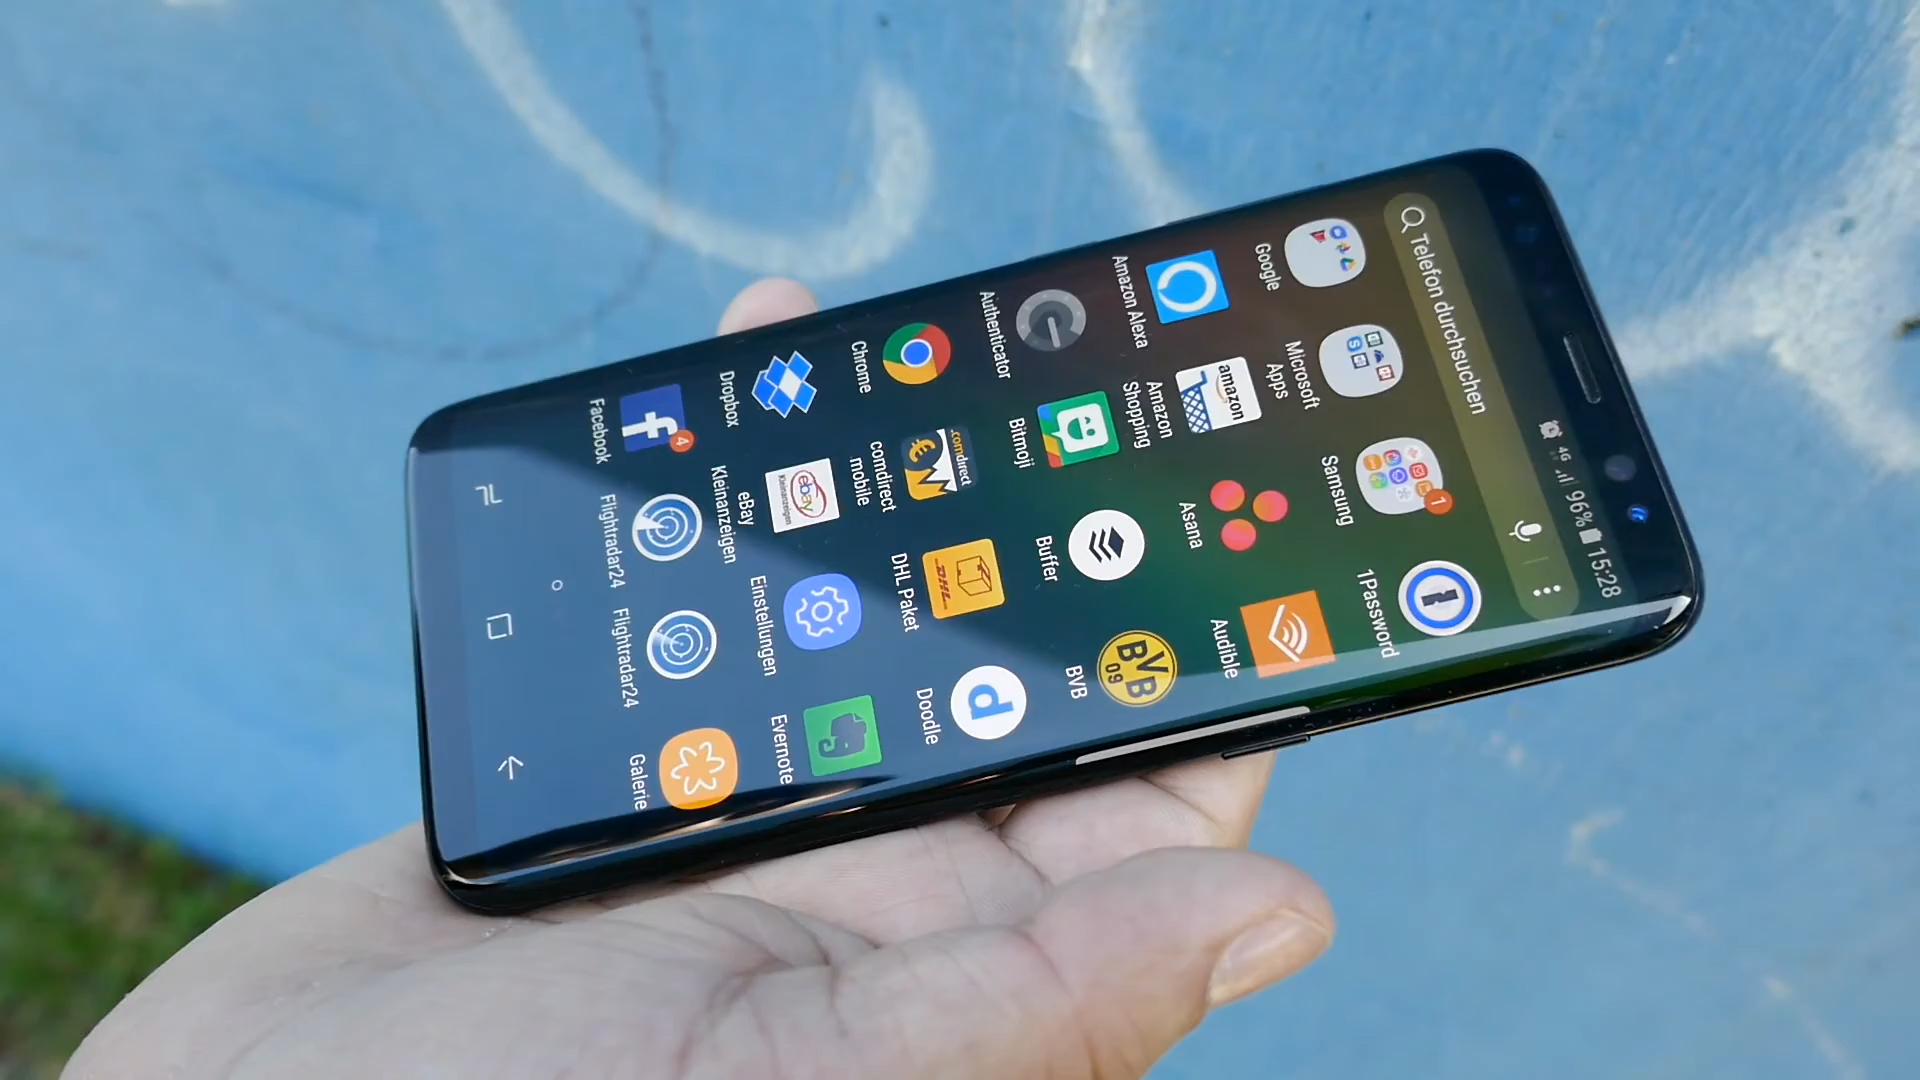 4G 96% 15:28
Telefon durchsuchen
Google
Microsoft
Apps
Samsung
1
1Password
Amazon Alexa
amazon
Amazon
Shopping
Asana
Audible
Authenticator
Bitmoji
Buffer
BVB
09
BVB
Chrome
.comdirect
comdirect
mobile
DHL
DHL Paket
d
Doodle
Dropbox
ebay
Kleinanzeigen
eBay
Kleinanzeigen
Einstellungen
Evernote
f
4
Facebook
Flightradar24
Flightradar24
Galerie